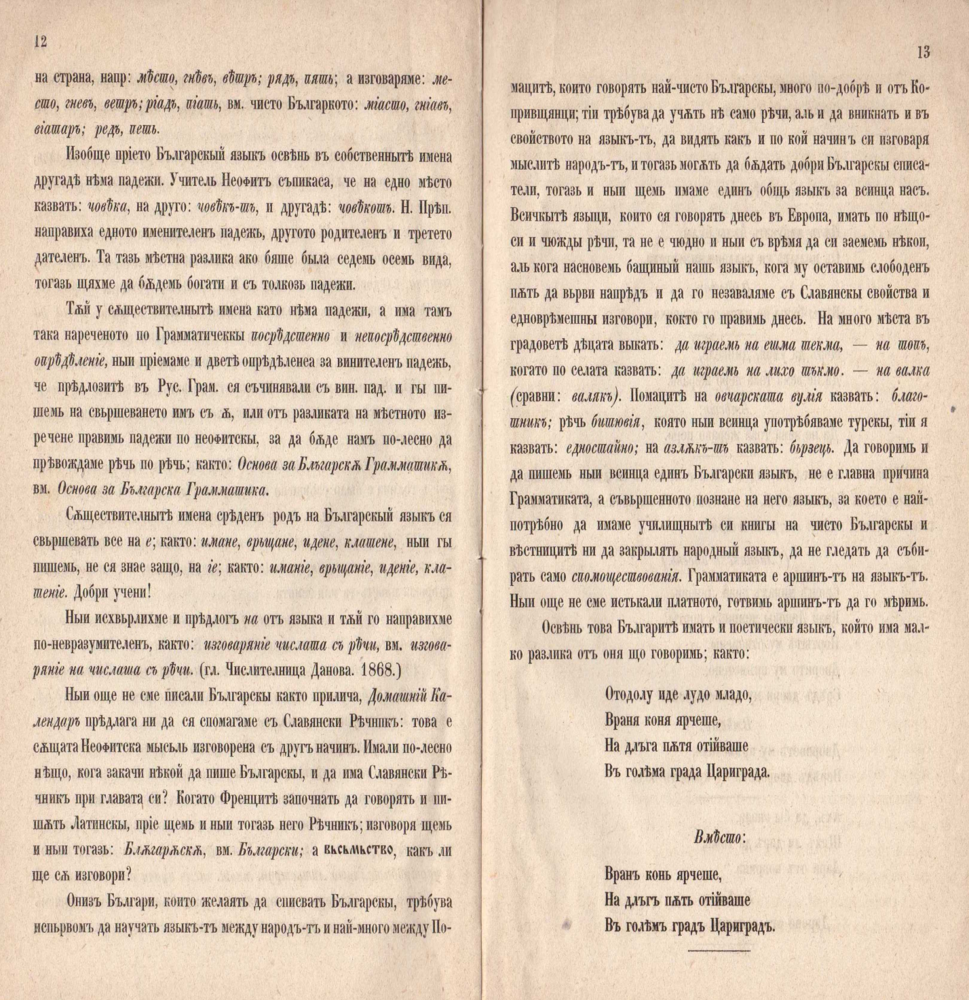 12
на страна, напр: мѣсто, гнѣвъ, вѣтръ; рядъ, пять; а изговаряме: ме-
сто, гневъ, ветръ; ріадъ, піать, вм. чисто Българкото: міасто, гніавъ,
віатаръ; редъ, петь.
Изобще пріето Българскый языкъ освѣнь въ собственнытѣ имена
другадѣ нѣма падежи. Учитель Неофитъ съпикаса, че на едно мѣсто
казвать: човѣка, на друго: човѣкъ-тъ, и другадѣ: човѣкотъ. Н. Прѣп.
направиха едното именителенъ падежь, другото родителенъ и третето
дателенъ. Та тазь мѣстна разлика ако бяше была седемь осемь вида,
тогазь щяхме да бѫдемь богати и съ толкозь падежи.
Тѫй у сѫществителнытѣ имена като нѣма падежи, а има тамъ
така нареченото по Грамматичеккы посрѣдстенно и непосрѣдственно
опрѣдѣленіе, ныи пріемаме и дветѣ опрѣдѣленеа за винителенъ падежь,
че прѣдлозитѣ въ Рус. Грам. ся съчинявали съ вин. пад. и гы пи-
шемь на свьршеването имъ съ ѫ, или отъ разликата на мѣстното из-
речене правимь падежи по неофитскы, за да бѫде намъ по-лесно да
прѣвождаме рѣчь по рѣчь; както: Основа за Блъгарскѫ Грамматикѫ,
вм. Основа за Българска Грамматика.
Сѫществителнытѣ имена срѣденъ родъ на Българскый языкъ ся
свьршевать все на е; както: имане, врьщане, идене, клатене, ныи гы
пишемь, не ся знае защо, на іе; както: иманіе, врьщаніе, иденіе, кла-
теніе. Добри учени!
Ныи исхвьрлихме и прѣдлогъ на отъ языка и тѫй го направихме
по-невразумителенъ, както: изговаряніе числата съ рѣчи, вм. изгова-
ряніе на числата съ рѣчи. (гл. Числителница Данова. 1868.)
Ныи още не сме писали Българскы както прилича, Домашній Ка-
лендаръ прѣдлага ни да ся спомагаме съ Славянски Рѣчникъ: това е
сѫщата Неофитска мысьль изговорена съ другъ начинъ. Имали по-лесно
нѣщо, кога закачи нѣкой да пише Българскы, и да има Славянски Рѣ-
чникъ при главата си? Когато Френцитѣ започнать да говорять и пи-
шѫть Латинскы, пріе щемь и ныи тогазь него Рѣчникъ; изговоря щемь
и ныи тогазь: Блѫгарѫскѫ, вм. Български; а вьсьмьство, какъ ли
ще сѫ изговори?
Онизъ Българи, които желаять да списвать Българскы, трѣбува
испьрвомъ да научать языкъ-тъ между народъ-тъ и най-много между По-
13
мацитѣ, които говорять най-чисто Българскы, много по-добрѣ и отъ Ко-
привщянци; тіи трѣбува да учѫть нѣ само рѣчи, аль и да вникнать и въ
свойството на языкъ-тъ, да видять какъ и по кой начинъ си изговаря
мыслитѣ народъ-тъ, и тогазь могѫть да бѫдать добри Българскы списа-
тели, тогазь и ныи щемь имаме единъ общь языкъ за всинца насъ.
Всичкытѣ языци, които ся говорять днесь въ Европа, имать по нѣщо-
си и чюжды рѣчи, та не е чюдно и ныи съ врѣмя да си заемемь нѣкои,
аль кога насновемь бащиный нашь языкъ, кога му оставимь слободенъ
пѫть да вьрви напрѣдъ и да го незаваляме съ Славянскы свойства и
едноврѣмешны изговори, което го правимь днесь. На много мѣста въ
градоветѣ дѣцата выкать: да играемь на ешма текма, — на топъ,
когато по селата казвать: да играемь на лихо тъкмо. — на валка
(сравни: валякъ). Помацитѣ на овчарската вулія казвать: благо-
тникъ; рѣчь битювія, която ныи всинца употрѣбяваме турскы, тіи я
казвать: едностайно; на азлѫкъ-тъ казвать: бьрзець. Да говоримь и
да пишемь ныи всинца единъ Български языкъ, не е главна причина
Грамматиката, а съвьршенното познане на него языкъ, за което е най-
потрѣбно да имаме училищнытѣ си книгы на чисто Българскы и
вѣстницитѣ ни да закрылять народный языкъ, да не гледать да съби-
рать само спомоществованія. Грамматиката е аршинъ-тъ на языкъ-тъ.
Ныи още не сме истъкали платното, готвимь аршинъ-тъ да го мѣримь.
Освѣнь това Българитѣ имать и поетически языкъ, който има мал-
ко разлика отъ оня що говоримь; както:
Отодолу иде лудо младо,
Враня коня ярчеше,
На длъга пѫтя отійваше
Въ голѣма града Цариграда.
Вмѣсто:
Вранъ конь ярчеше,
На длъгъ пѫть отійваше
Въ голѣмъ градъ Цариградъ.